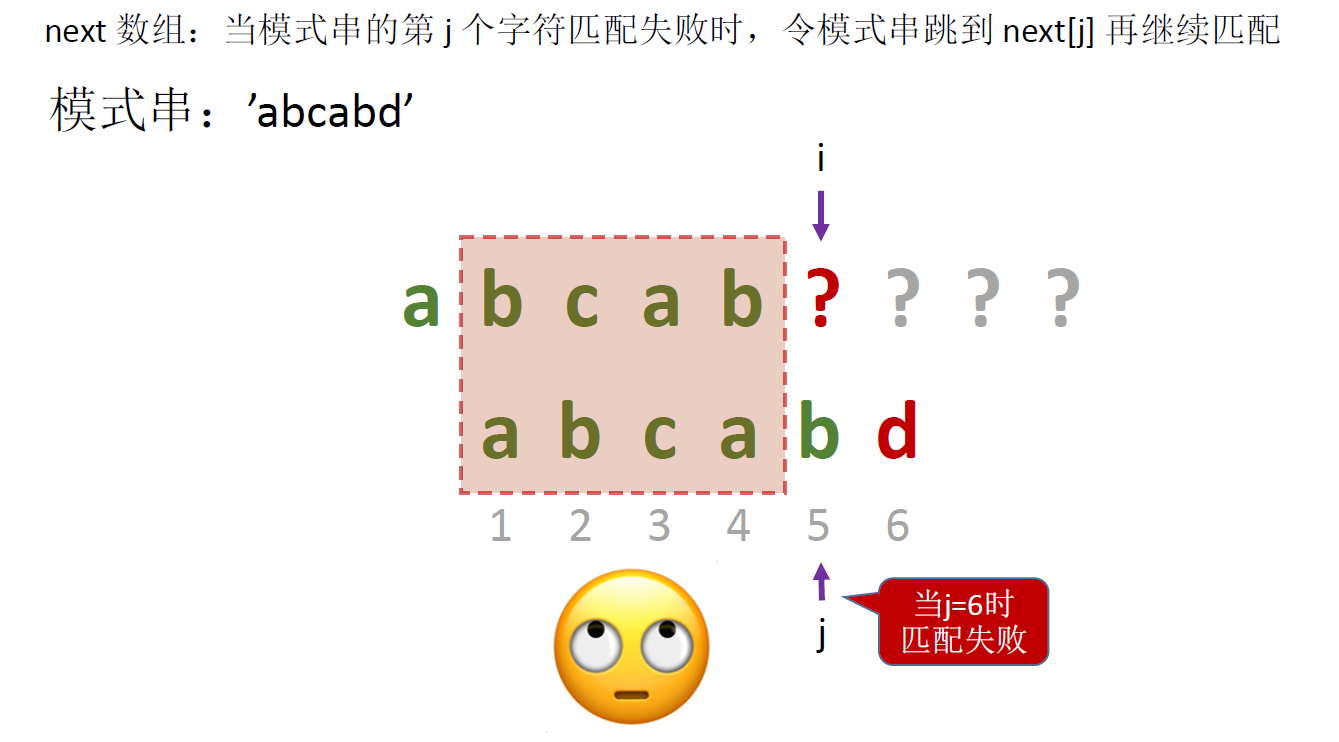 next 数组：当模式串的第 j 个字符匹配失败时，令模式串跳到 next[j] 再继续匹配
模式串：’abcabd’
i
a b c a b ? ? ? ?
a b c a b d
1 2 3 4 5 6
j
当j=6时
匹配失败